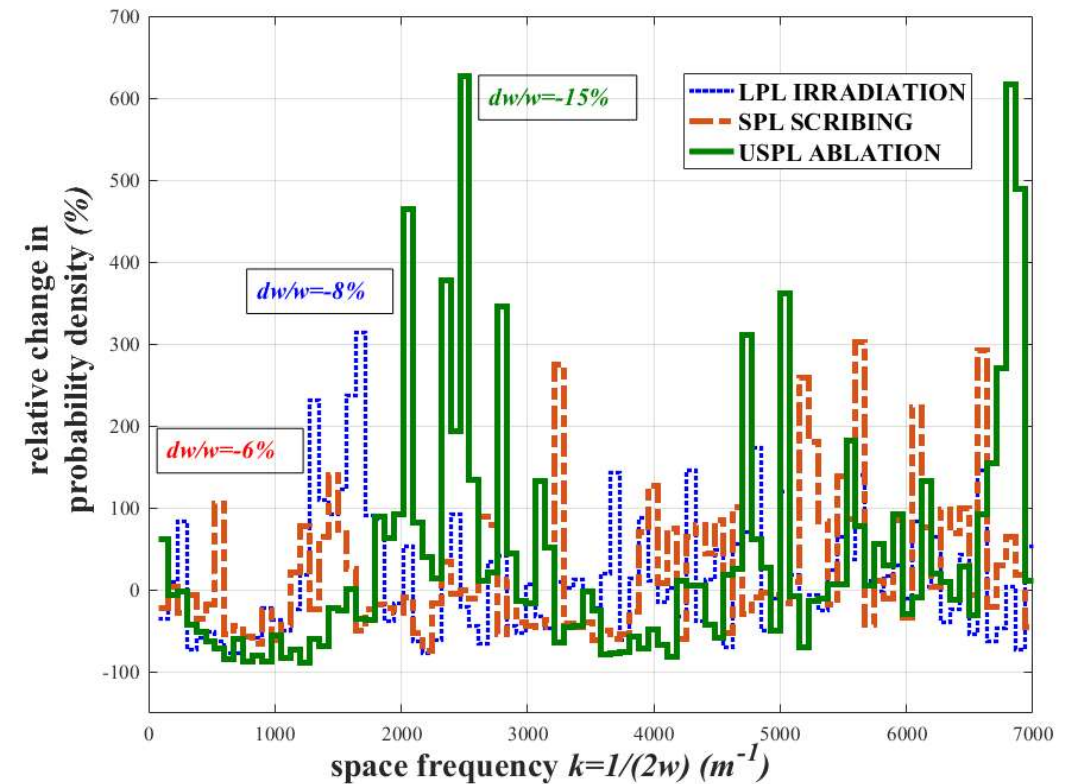 700
600
500
400
300
200
100
0
-100
0 1000 2000 3000 4000 5000 6000 7000
relative change in
probability density (%)
space frequency k=1/(2w) (m⁻¹)
dw/w=-15%
dw/w=-8%
dw/w=-6%
LPL IRRADIATION
SPL SCRIBING
USPL ABLATION